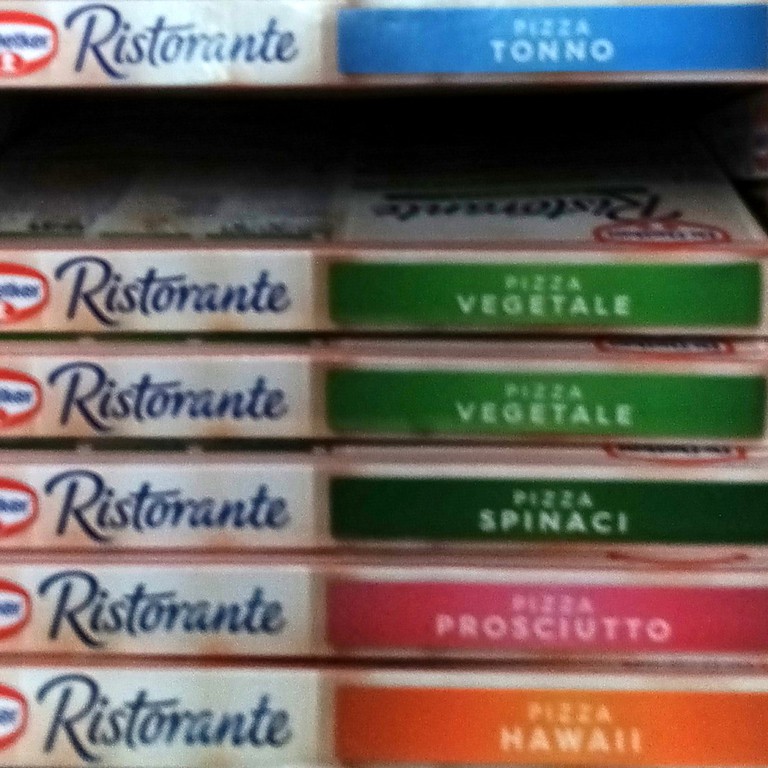 Ristorante PIZZA
TONNO
Ristorante
Ristorante PIZZA
VEGETALE
Ristorante PIZZA
VEGETALE
Ristorante PIZZA
SPINACI
Ristorante PIZZA
PROSCIUTTO
Ristorante PIZZA
HAWAII